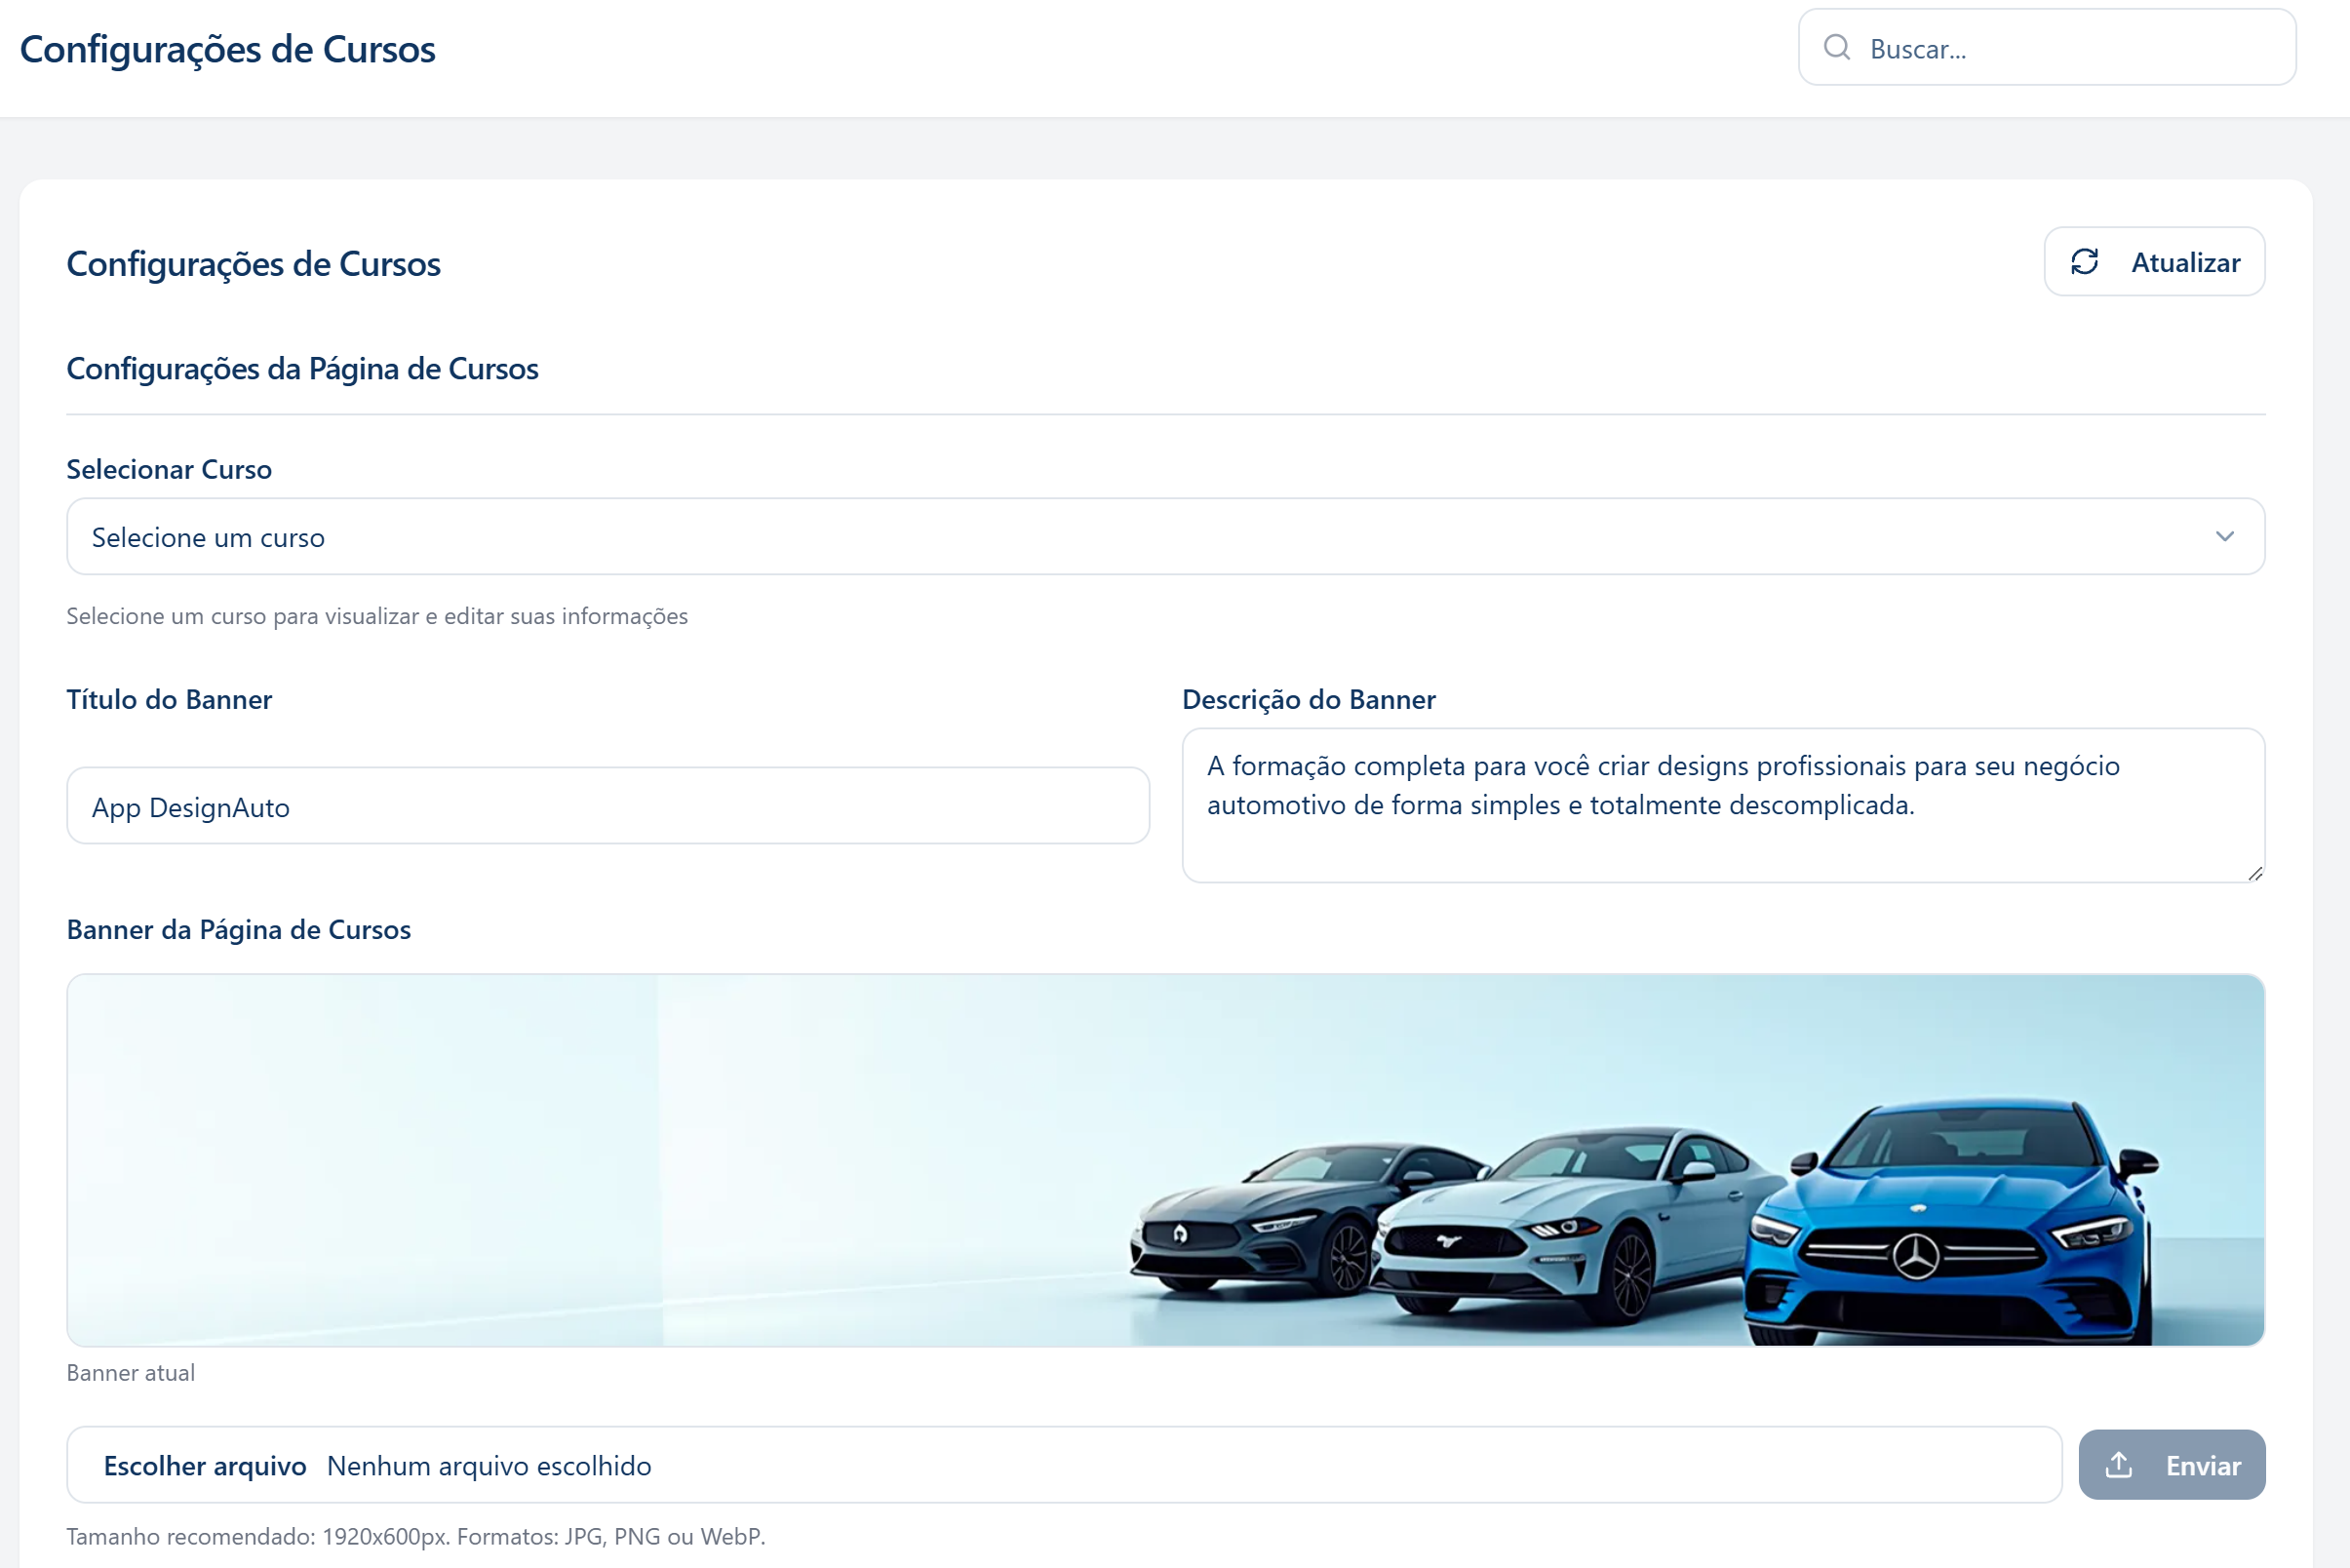 Configurações de Cursos
Buscar...
Configurações de Cursos
Atualizar
Configurações da Página de Cursos
Selecionar Curso
Selecione um curso
Selecione um curso para visualizar e editar suas informações
Título do Banner
App DesignAuto
Descrição do Banner
A formação completa para você criar designs profissionais para seu negócio
automotivo de forma simples e totalmente descomplicada.
Banner da Página de Cursos
Banner atual
Escolher arquivo Nenhum arquivo escolhido
Enviar
Tamanho recomendado: 1920x600px. Formatos: JPG, PNG ou WebP.